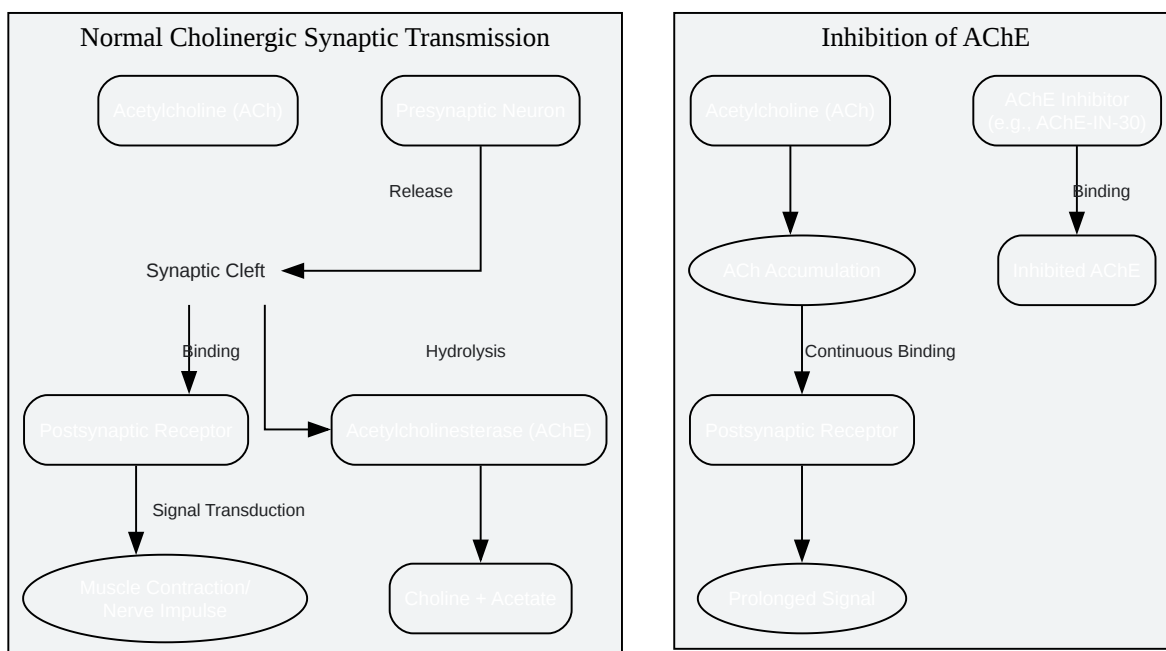 Normal Cholinergic Synaptic Transmission
Acetylcholine (ACh)
Presynaptic Neuron
Release
Synaptic Cleft
Binding
Hydrolysis
Postsynaptic Receptor
Acetylcholinesterase (AChE)
Signal Transduction
Muscle Contraction/
Nerve Impulse
Choline + Acetate
Inhibition of AChE
Acetylcholine (ACh)
AChE Inhibitor
(e.g., AChE-IN-30)
Binding
ACh Accumulation
Inhibited AChE
Continuous Binding
Postsynaptic Receptor
Prolonged Signal